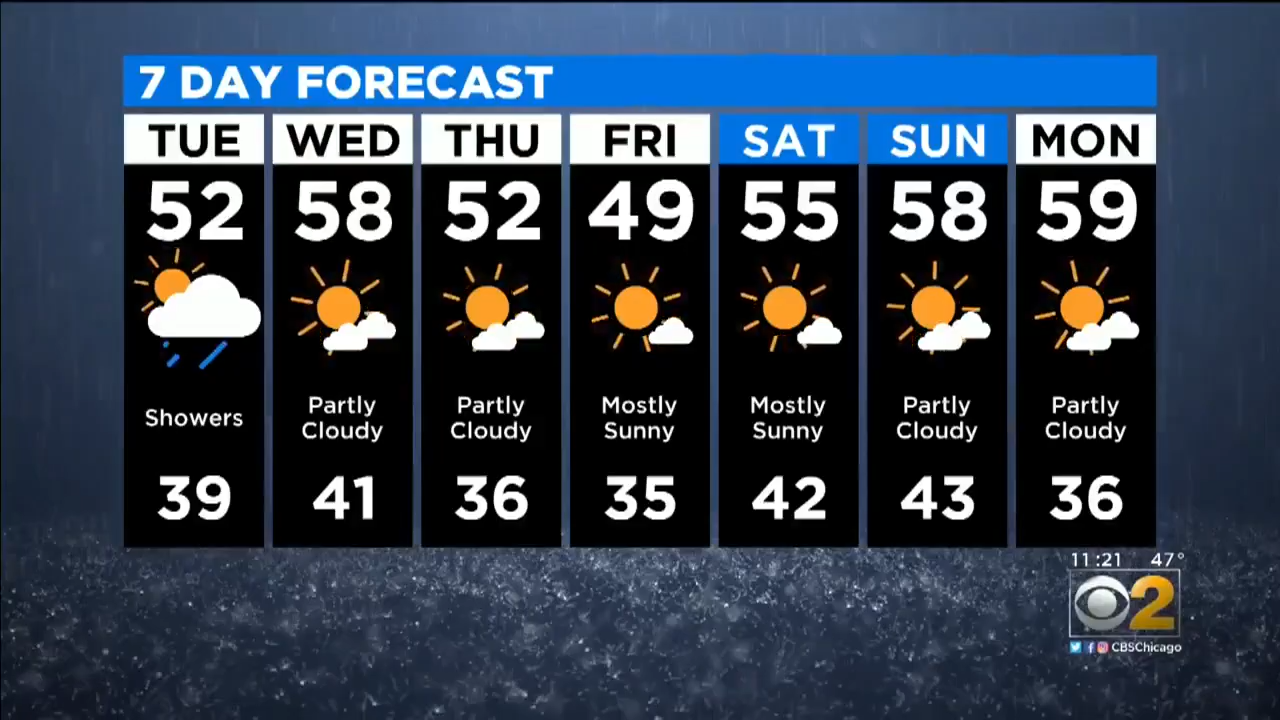 7 DAY FORECAST
TUE WED THU FRI SAT SUN MON
52 58 52 49 55 58 59
Showers
Partly Cloudy
Partly Cloudy
Mostly Sunny
Mostly Sunny
Partly Cloudy
Partly Cloudy
39 41 36 35 42 43 36
11:21 47°
2
CBSChicago